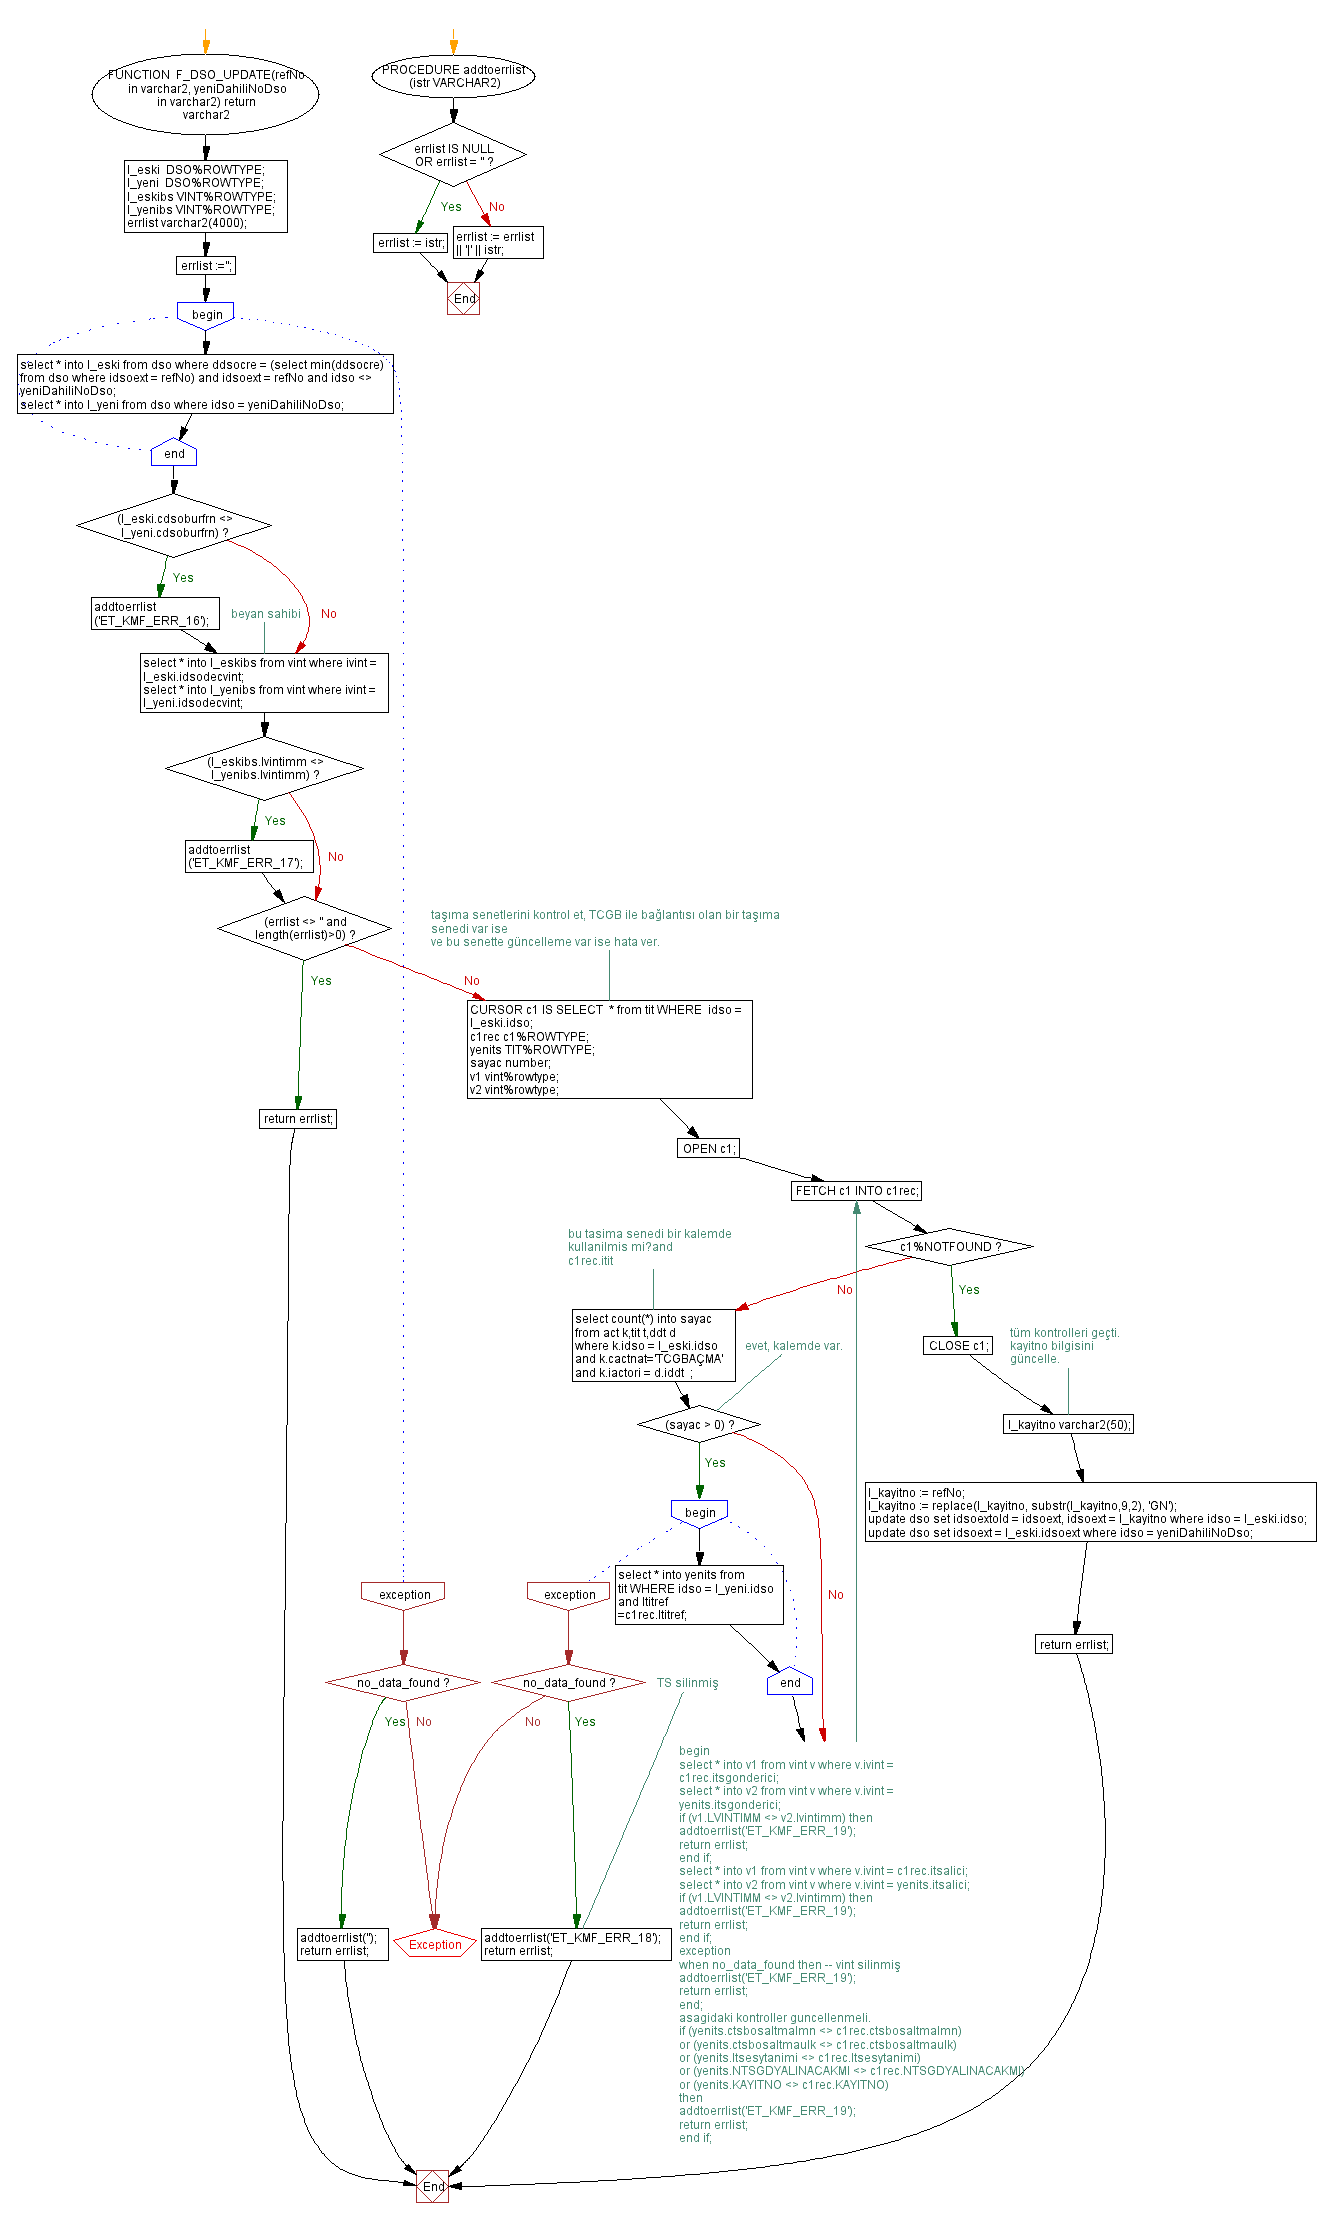 FUNCTION  F_DSO_UPDATE(refNo
in varchar2, yeniDahiliNoDso
in varchar2) return
varchar2
PROCEDURE addtoerrlist
(istr VARCHAR2)
errlist IS NULL
OR errlist = '' ?
Yes
No
errlist := istr;
errlist := errlist
|| '|' || istr;
End
l_eski  DSO%ROWTYPE;
l_yeni  DSO%ROWTYPE;
l_eskibs VINT%ROWTYPE;
l_yenibs VINT%ROWTYPE;
errlist varchar2(4000);
errlist :='';
begin
select * into l_eski from dso where ddsocre = (select min(ddsocre)
from dso where idsoext = refNo) and idsoext = refNo and idso <>
yeniDahiliNoDso;
select * into l_yeni from dso where idso = yeniDahiliNoDso;
end
(l_eski.cdsoburfrn <>
l_yeni.cdsoburfrn) ?
Yes
No
addtoerrlist
('ET_KMF_ERR_16');
beyan sahibi
select * into l_eskibs from vint where ivint =
l_eski.idsodecvint;
select * into l_yenibs from vint where ivint =
l_yeni.idsodecvint;
(l_eskibs.lvintimm <>
l_yenibs.lvintimm) ?
Yes
No
addtoerrlist
('ET_KMF_ERR_17');
(errlist <> '' and
length(errlist)>0) ?
Yes
No
return errlist;
taşıma senetlerini kontrol et, TCGB ile bağlantısı olan bir taşıma
senedi var ise
ve bu senette güncelleme var ise hata ver.
CURSOR c1 IS SELECT  * from tit WHERE  idso =
l_eski.idso;
c1rec c1%ROWTYPE;
yenits TIT%ROWTYPE;
sayac number;
v1 vint%rowtype;
v2 vint%rowtype;
OPEN c1;
FETCH c1 INTO c1rec;
c1%NOTFOUND ?
No
Yes
bu tasima senedi bir kalemde
kullanilmis mi?and
c1rec.itit
select count(*) into sayac
from act k,tit t,ddt d
where k.idso = l_eski.idso
and k.cactnat='TCGBAÇMA'
and k.iactori = d.iddt  ;
evet, kalemde var.
(sayac > 0) ?
Yes
No
CLOSE c1;
tüm kontrolleri geçti.
kayitno bilgisini
güncelle.
l_kayitno varchar2(50);
l_kayitno := refNo;
l_kayitno := replace(l_kayitno, substr(l_kayitno,9,2), 'GN');
update dso set idsoextold = idsoext, idsoext = l_kayitno where idso = l_eski.idso;
update dso set idsoext = l_eski.idsoext where idso = yeniDahiliNoDso;
return errlist;
begin
select * into yenits from
tit WHERE idso = l_yeni.idso
and ltitref
=c1rec.ltitref;
end
exception
exception
no_data_found ?
no_data_found ?
TS silinmiş
Yes
No
No
Yes
addtoerrlist('');
return errlist;
Exception
addtoerrlist('ET_KMF_ERR_18');
return errlist;
begin
select * into v1 from vint v where v.ivint =
c1rec.itsgonderici;
select * into v2 from vint v where v.ivint =
yenits.itsgonderici;
if (v1.LVINTIMM <> v2.lvintimm) then
addtoerrlist('ET_KMF_ERR_19');
return errlist;
end if;
select * into v1 from vint v where v.ivint = c1rec.itsalici;
select * into v2 from vint v where v.ivint = yenits.itsalici;
if (v1.LVINTIMM <> v2.lvintimm) then
addtoerrlist('ET_KMF_ERR_19');
return errlist;
end if;
exception
when no_data_found then -- vint silinmiş
addtoerrlist('ET_KMF_ERR_19');
return errlist;
end;
asagidaki kontroller guncellenmeli.
if (yenits.ctsbosaltmalmn <> c1rec.ctsbosaltmalmn)
or (yenits.ctsbosaltmaulk <> c1rec.ctsbosaltmaulk)
or (yenits.ltsesytanimi <> c1rec.ltsesytanimi)
or (yenits.NTSGDYALINACAKMI <> c1rec.NTSGDYALINACAKMI)
or (yenits.KAYITNO <> c1rec.KAYITNO)
then
addtoerrlist('ET_KMF_ERR_19');
return errlist;
end if;
End